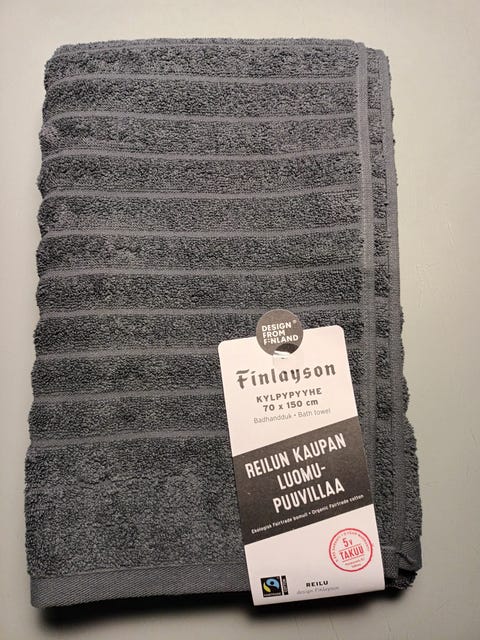 DESIGN
FROM
FINLAND
Finlayson
KYLPYPYYHE
70 x 150 cm
Badhandduk • Bath towel
REILUN KAUPAN
LUOMU-
PUUVILLAA
Ekologisk Fairtrade bomull • Organic Fairtrade cotton
5v
TAKUU
REILU
design Finlayson